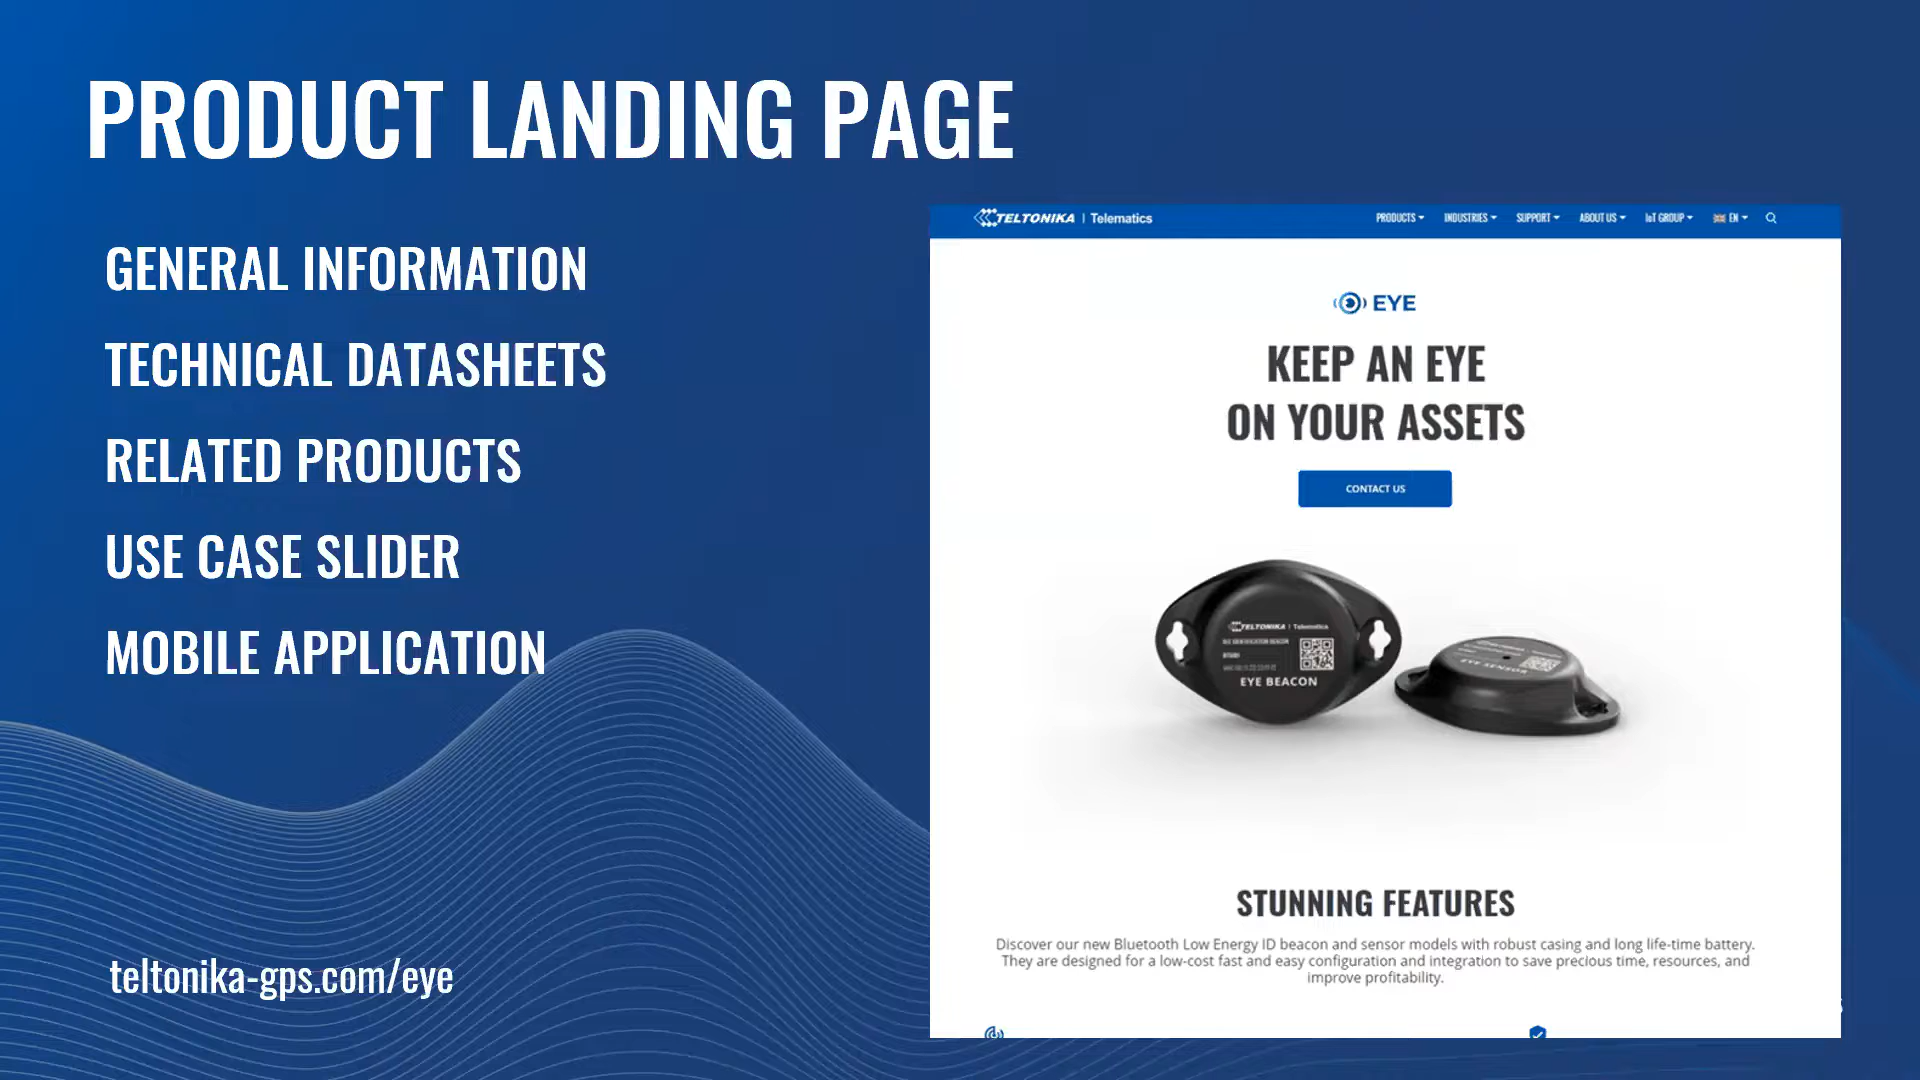 PRODUCT LANDING PAGE
GENERAL INFORMATION
TECHNICAL DATASHEETS
RELATED PRODUCTS
USE CASE SLIDER
MOBILE APPLICATION
teltonika-gps.com/eye
TELTONIKA | Telematics
PRODUCTS INDUSTRIES SUPPORT ABOUT US IoT GROUP EN
EYE
KEEP AN EYE
ON YOUR ASSETS
CONTACT US
TELTONIKA | Telematics
EYE BEACON
EYE SENSOR
STUNNING FEATURES
Discover our new Bluetooth Low Energy ID beacon and sensor models with robust casing and long life-time battery.
They are designed for a low-cost fast and easy configuration and integration to save precious time, resources, and
improve profitability.